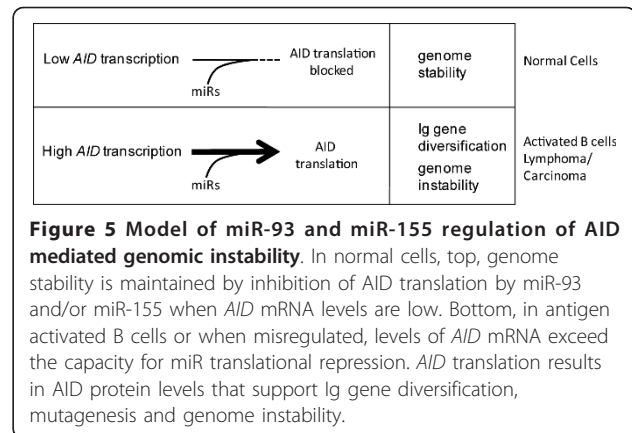 Low AID transcription
miRs
AID translation
blocked
genome
stability
Normal Cells
High AID transcription
miRs
AID
translation
Ig gene
diversification
genome
instability
Activated B cells
Lymphoma/
Carcinoma
Figure 5 Model of miR-93 and miR-155 regulation of AID
mediated genomic instability. In normal cells, top, genome
stability is maintained by inhibition of AID translation by miR-93
and/or miR-155 when AID mRNA levels are low. Bottom, in antigen
activated B cells or when misregulated, levels of AID mRNA exceed
the capacity for miR translational repression. AID translation results
in AID protein levels that support Ig gene diversification,
mutagenesis and genome instability.